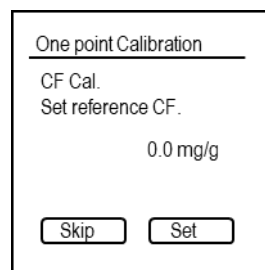 One point Calibration
CF Cal.
Set reference CF.
0.0 mg/g
Skip Set